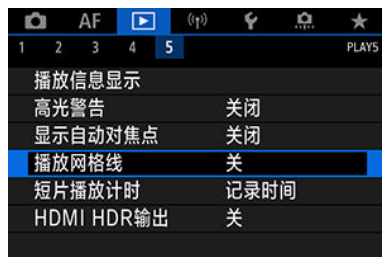 AF
1 2 3 4 5 PLAY5
播放信息显示
高光警告 关闭
显示自动对焦点 关闭
播放网格线 关
短片播放计时 记录时间
HDMI HDR输出 关